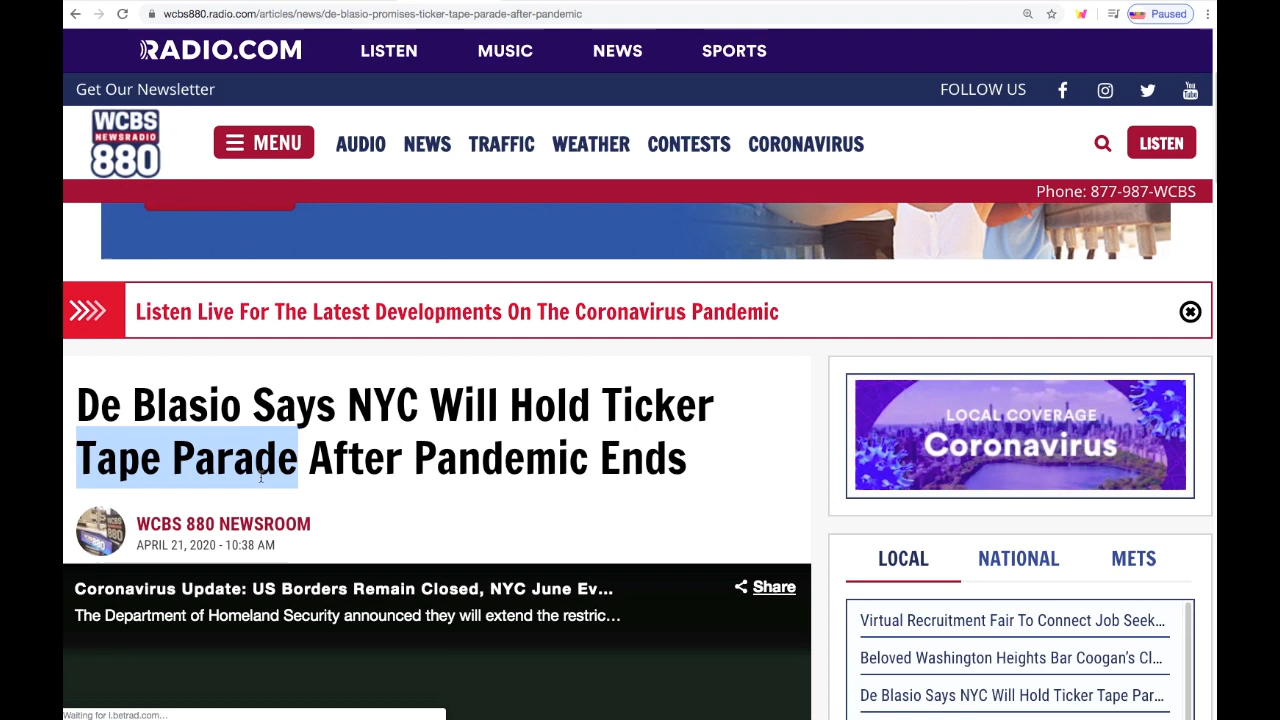 wcbs880.radio.com/articles/news/de-blasio-promises-ticker-tape-parade-after-pandemic
Paused
RADIO.COM LISTEN MUSIC NEWS SPORTS
Get Our Newsletter FOLLOW US
WCBS
NEWSRADIO
880
MENU AUDIO NEWS TRAFFIC WEATHER CONTESTS CORONAVIRUS LISTEN
Phone: 877-987-WCBS
Listen Live For The Latest Developments On The Coronavirus Pandemic
De Blasio Says NYC Will Hold Ticker
Tape Parade After Pandemic Ends
WCBS 880 NEWSROOM
APRIL 21, 2020 - 10:38 AM
Coronavirus Update: US Borders Remain Closed, NYC June Ev...
Share
The Department of Homeland Security announced they will extend the restric...
LOCAL COVERAGE
Coronavirus
LOCAL NATIONAL METS
Virtual Recruitment Fair To Connect Job Seek...
Beloved Washington Heights Bar Coogan's Cl...
De Blasio Says NYC Will Hold Ticker Tape Par...
Waiting for i.betrad.com...